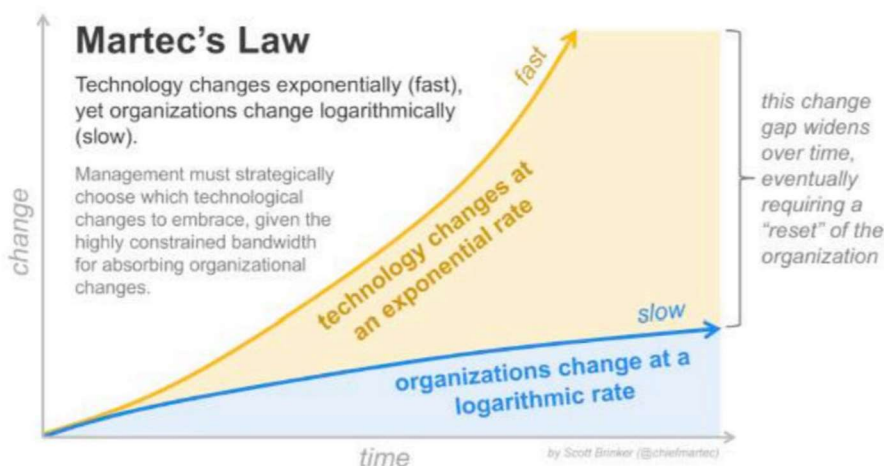 Martec's Law
Technology changes exponentially (fast),
yet organizations change logarithmically
(slow).
Management must strategically
choose which technological
changes to embrace, given the
highly constrained bandwidth
for absorbing organizational
changes.
change
fast
technology changes at
an exponential rate
this change
gap widens
over time,
eventually
requiring a
“reset” of the
organization
slow
organizations change at a
logarithmic rate
time
by Scott Brinker (@chiefmartec)